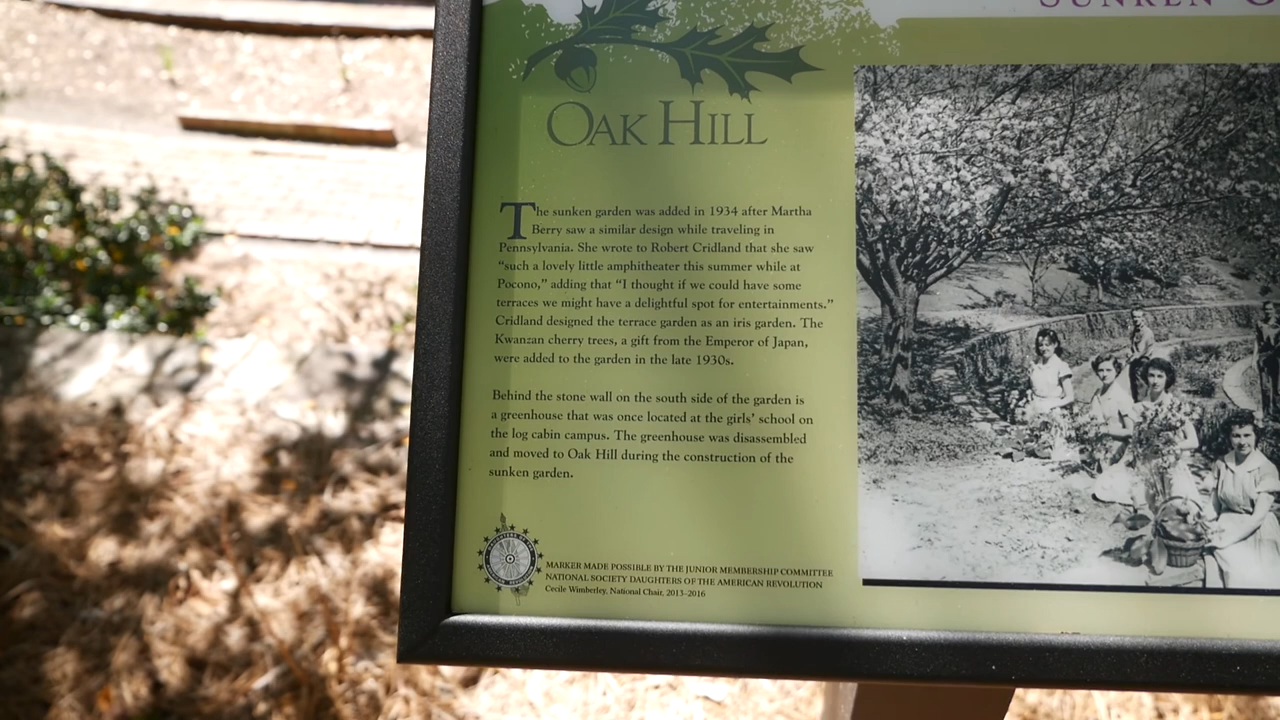 SUNKEN
OAK HILL
The sunken garden was added in 1934 after Martha
Berry saw a similar design while traveling in
Pennsylvania. She wrote to Robert Cridland that she saw
“such a lovely little amphitheater this summer while at
Pocono,” adding that “I thought if we could have some
terraces we might have a delightful spot for entertainments.”
Cridland designed the terrace garden as an iris garden. The
Kwanzan cherry trees, a gift from the Emperor of Japan,
were added to the garden in the late 1930s.
Behind the stone wall on the south side of the garden is
a greenhouse that was once located at the girls’ school on
the log cabin campus. The greenhouse was disassembled
and moved to Oak Hill during the construction of the
sunken garden.
MARKER MADE POSSIBLE BY THE JUNIOR MEMBERSHIP COMMITTEE
NATIONAL SOCIETY DAUGHTERS OF THE AMERICAN REVOLUTION
Cecile Wimberley, National Chair, 2013–2016